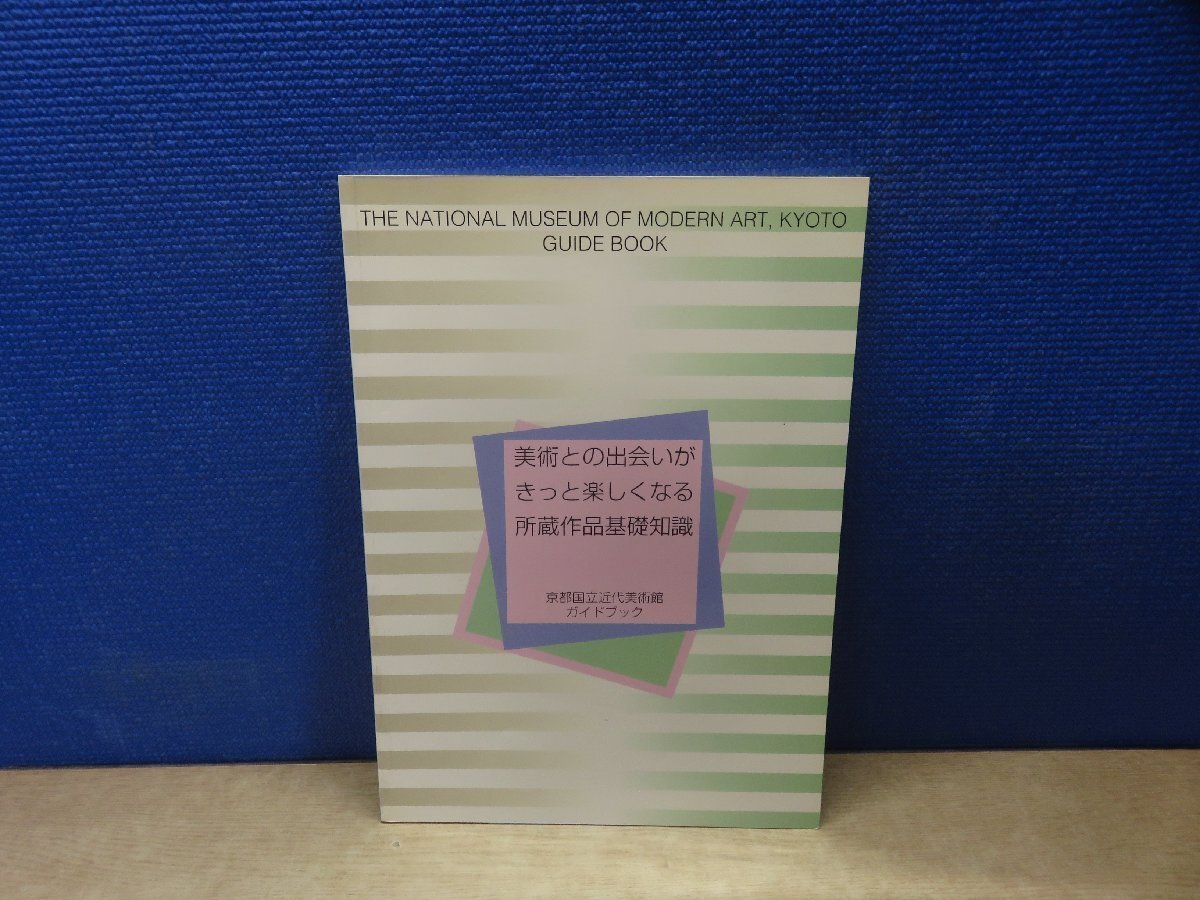 THE NATIONAL MUSEUM OF MODERN ART, KYOTO
GUIDE BOOK
美術との出会いが
きっと楽しくなる
所蔵作品基礎知識
京都国立近代美術館
ガイドブック